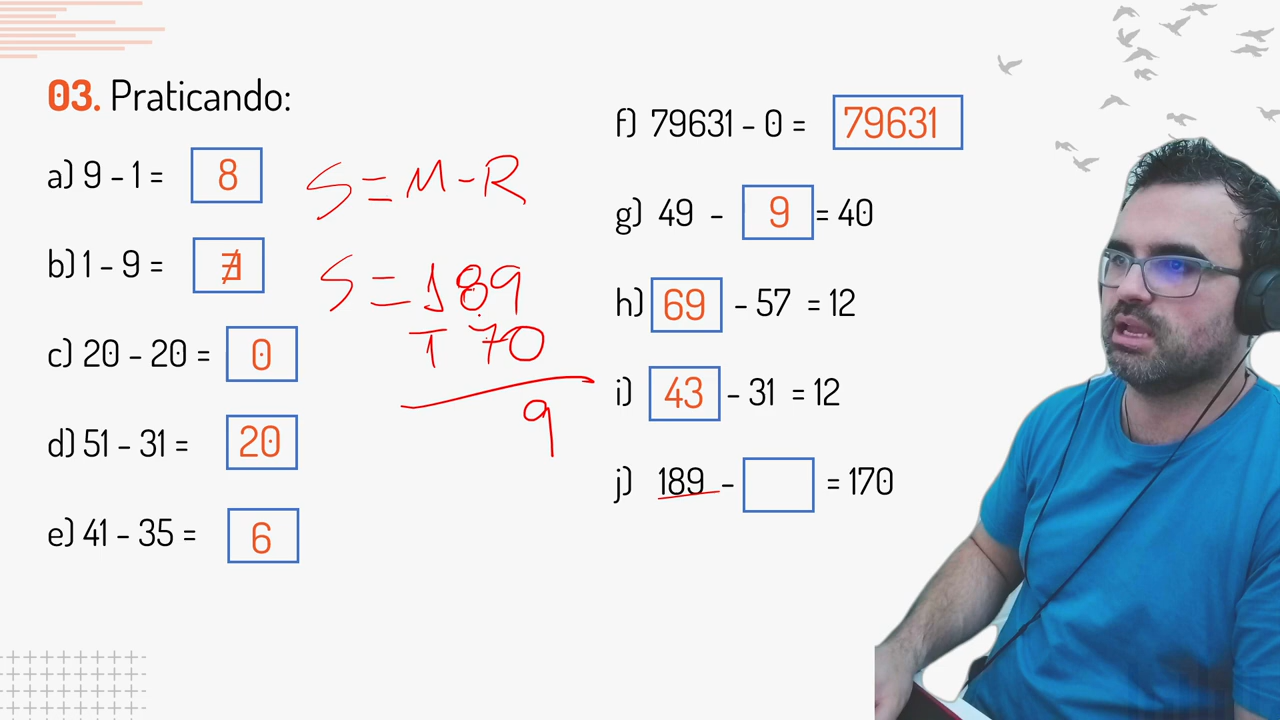 03. Praticando:
a) 9 - 1 = 8
b) 1 - 9 = ∄
c) 20 - 20 = 0
d) 51 - 31 = 20
e) 41 - 35 = 6
S = M - R
S = 189
170
9
f) 79631 - 0 = 79631
g) 49 - 9 = 40
h) 69 - 57 = 12
i) 43 - 31 = 12
j) 189 - = 170